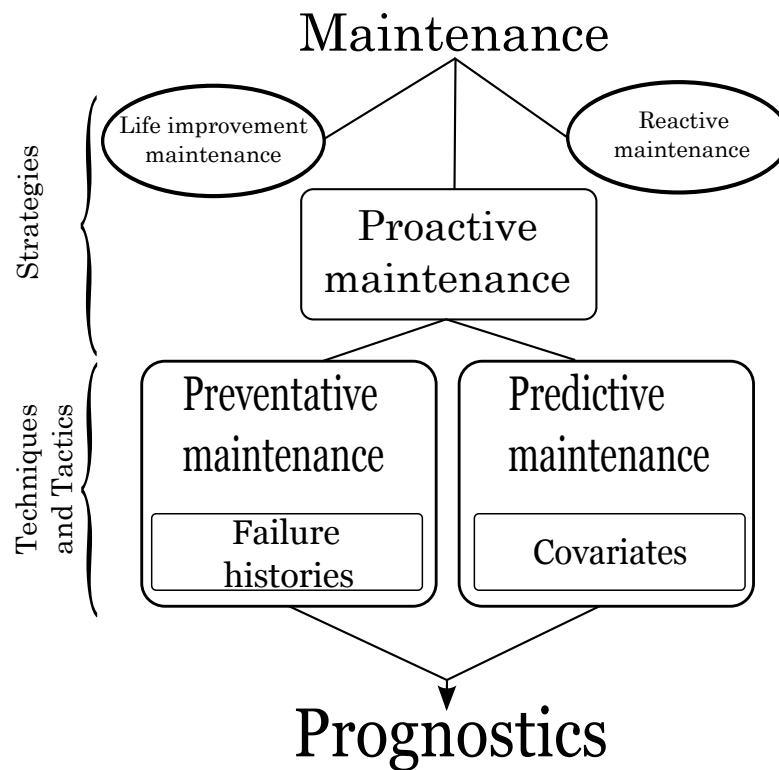 Maintenance
Life improvement
maintenance
Reactive
maintenance
Strategies
Proactive
maintenance
Techniques
and Tactics
Preventative
maintenance
Failure
histories
Predictive
maintenance
Covariates
Prognostics